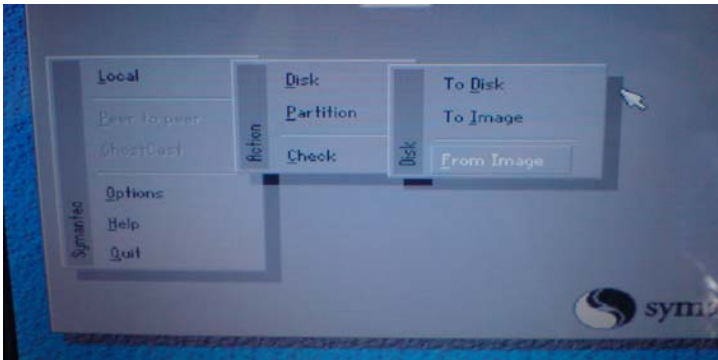 Local
Peer to peer
GhostCast
Options
Help
Quit
Symantec
Disk
Partition
Check
Action
To Disk
To Image
From Image
Disk